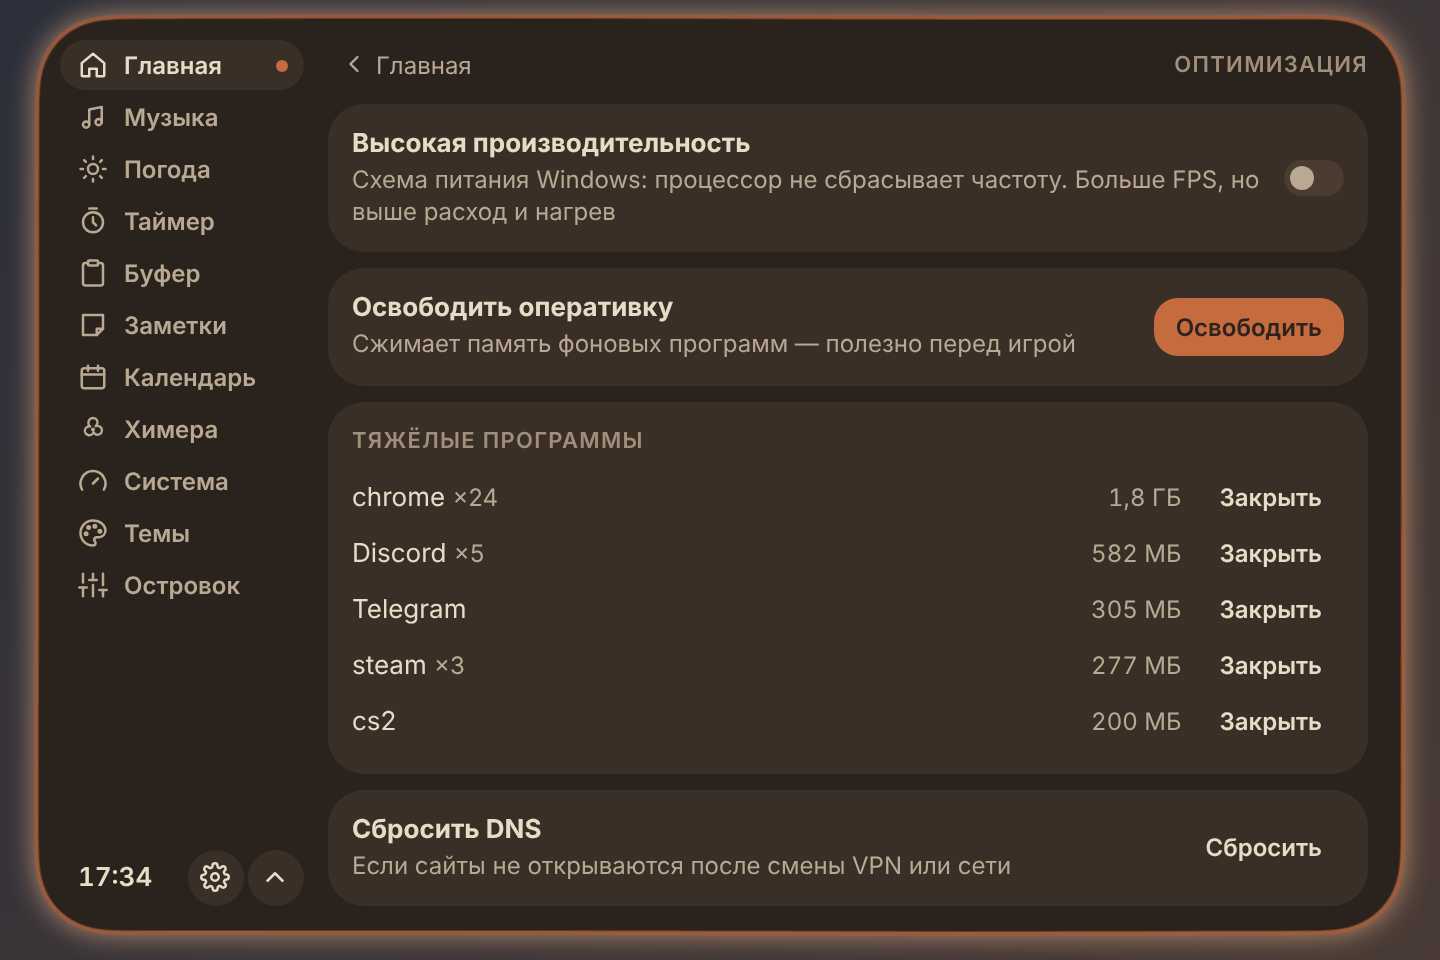 Главная
Музыка
Погода
Таймер
Буфер
Заметки
Календарь
Химера
Система
Темы
Островок
17:34
Главная
ОПТИМИЗАЦИЯ
Высокая производительность
Схема питания Windows: процессор не сбрасывает частоту. Больше FPS, но
выше расход и нагрев
Освободить оперативку
Сжимает память фоновых программ — полезно перед игрой
Освободить
ТЯЖЁЛЫЕ ПРОГРАММЫ
chrome ×24 1,8 ГБ Закрыть
Discord ×5 582 МБ Закрыть
Telegram 305 МБ Закрыть
steam ×3 277 МБ Закрыть
cs2 200 МБ Закрыть
Сбросить DNS
Если сайты не открываются после смены VPN или сети
Сбросить